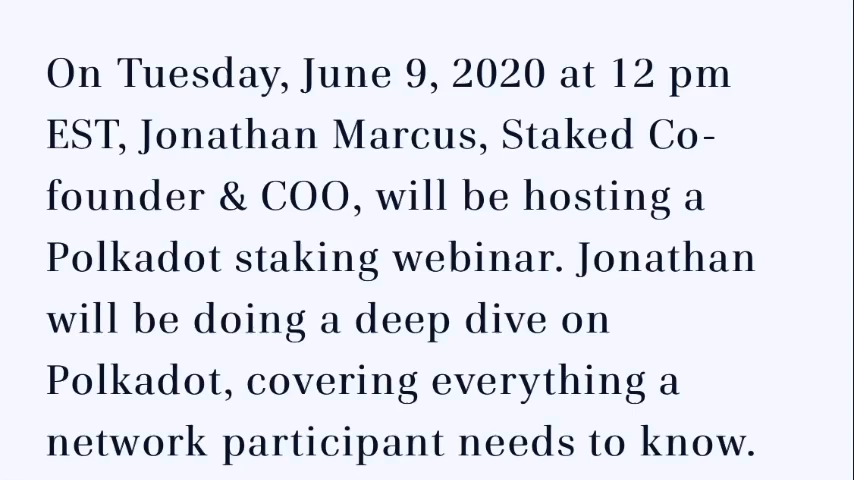 On Tuesday, June 9, 2020 at 12 pm
EST, Jonathan Marcus, Staked Co-
founder & COO, will be hosting a
Polkadot staking webinar. Jonathan
will be doing a deep dive on
Polkadot, covering everything a
network participant needs to know.